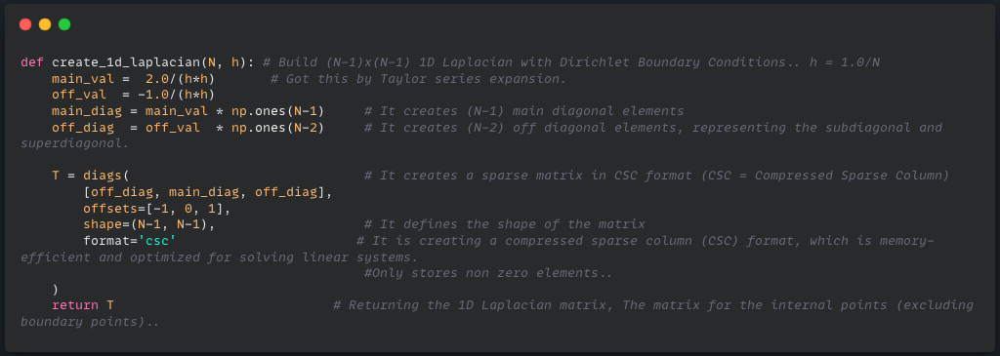 def create_1d_laplacian(N, h): # Build (N-1)x(N-1) 1D Laplacian with Dirichlet Boundary Conditions.. h = 1.0/N
    main_val =  2.0/(h*h)       # Got this by Taylor series expansion.
    off_val  = -1.0/(h*h)
    main_diag = main_val * np.ones(N-1)     # It creates (N-1) main diagonal elements
    off_diag  = off_val  * np.ones(N-2)     # It creates (N-2) off diagonal elements, representing the subdiagonal and
superdiagonal.
    T = diags(                              # It creates a sparse matrix in CSC format (CSC = Compressed Sparse Column)
        [off_diag, main_diag, off_diag],
        offsets=[-1, 0, 1],
        shape=(N-1, N-1),                   # It defines the shape of the matrix
        format='csc'                       # It is creating a compressed sparse column (CSC) format, which is memory-
efficient and optimized for solving linear systems.
                                            #Only stores non zero elements..
    )
    return T                            # Returning the 1D Laplacian matrix, The matrix for the internal points (excluding
boundary points)..